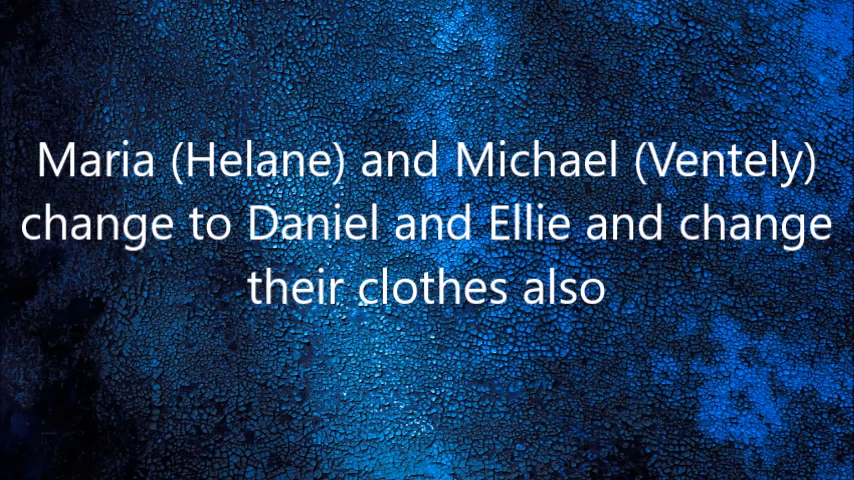 Maria (Helane) and Michael (Ventely)
change to Daniel and Ellie and change
their clothes also